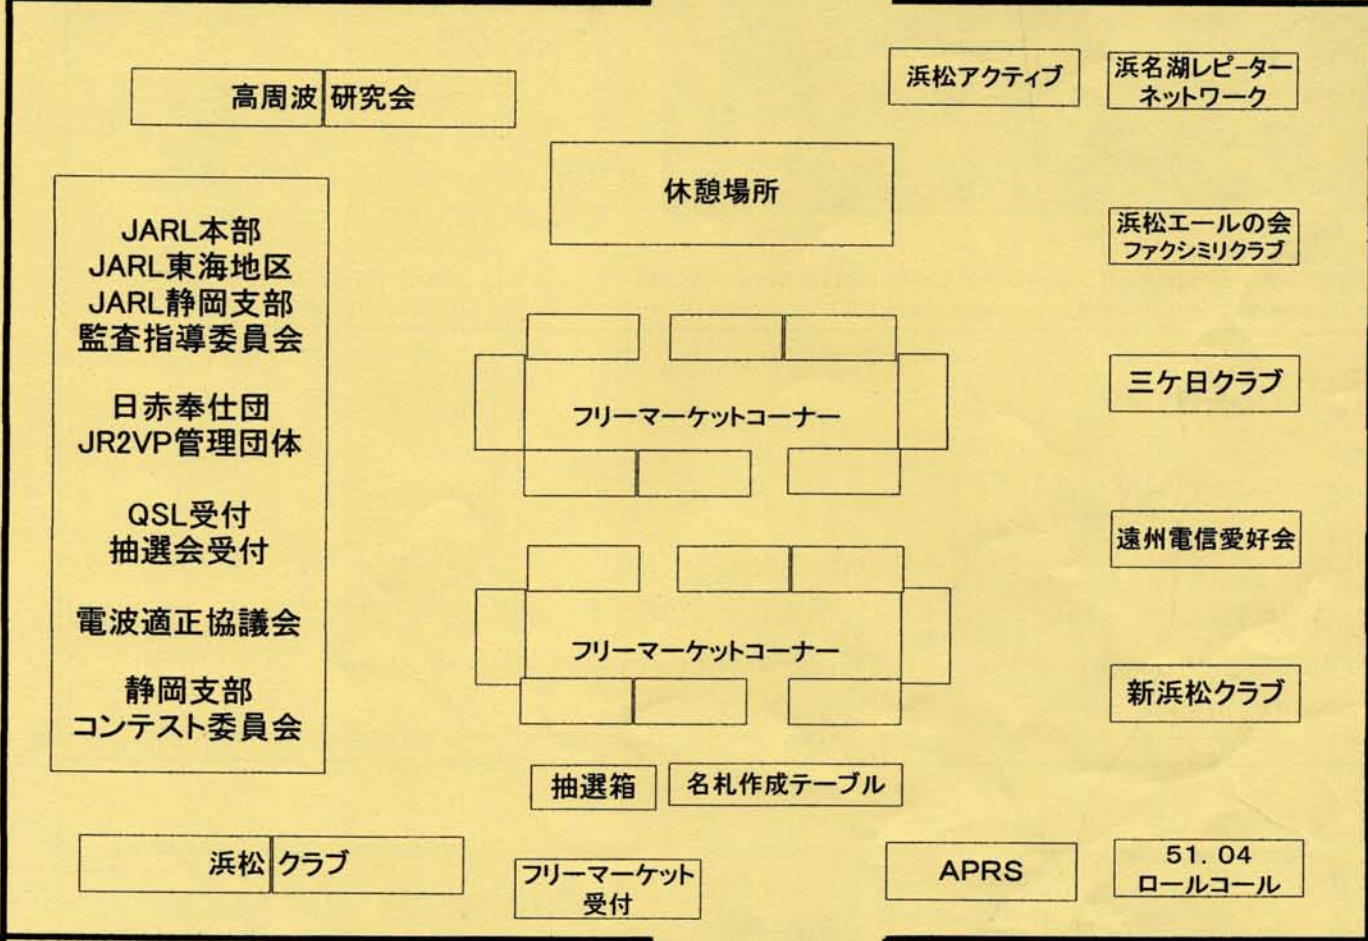 高周波研究会
浜松アクティブ
浜名湖レピーター
ネットワーク
休憩場所
JARL本部
JARL東海地区
JARL静岡支部
監査指導委員会
日赤奉仕団
JR2VP管理団体
QSL受付
抽選会受付
電波適正協議会
静岡支部
コンテスト委員会
浜松エールの会
ファクシミリクラブ
フリーマーケットコーナー
三ケ日クラブ
遠州電信愛好会
フリーマーケットコーナー
新浜松クラブ
抽選箱
名札作成テーブル
浜松クラブ
フリーマーケット
受付
APRS
51.04
ロールコール